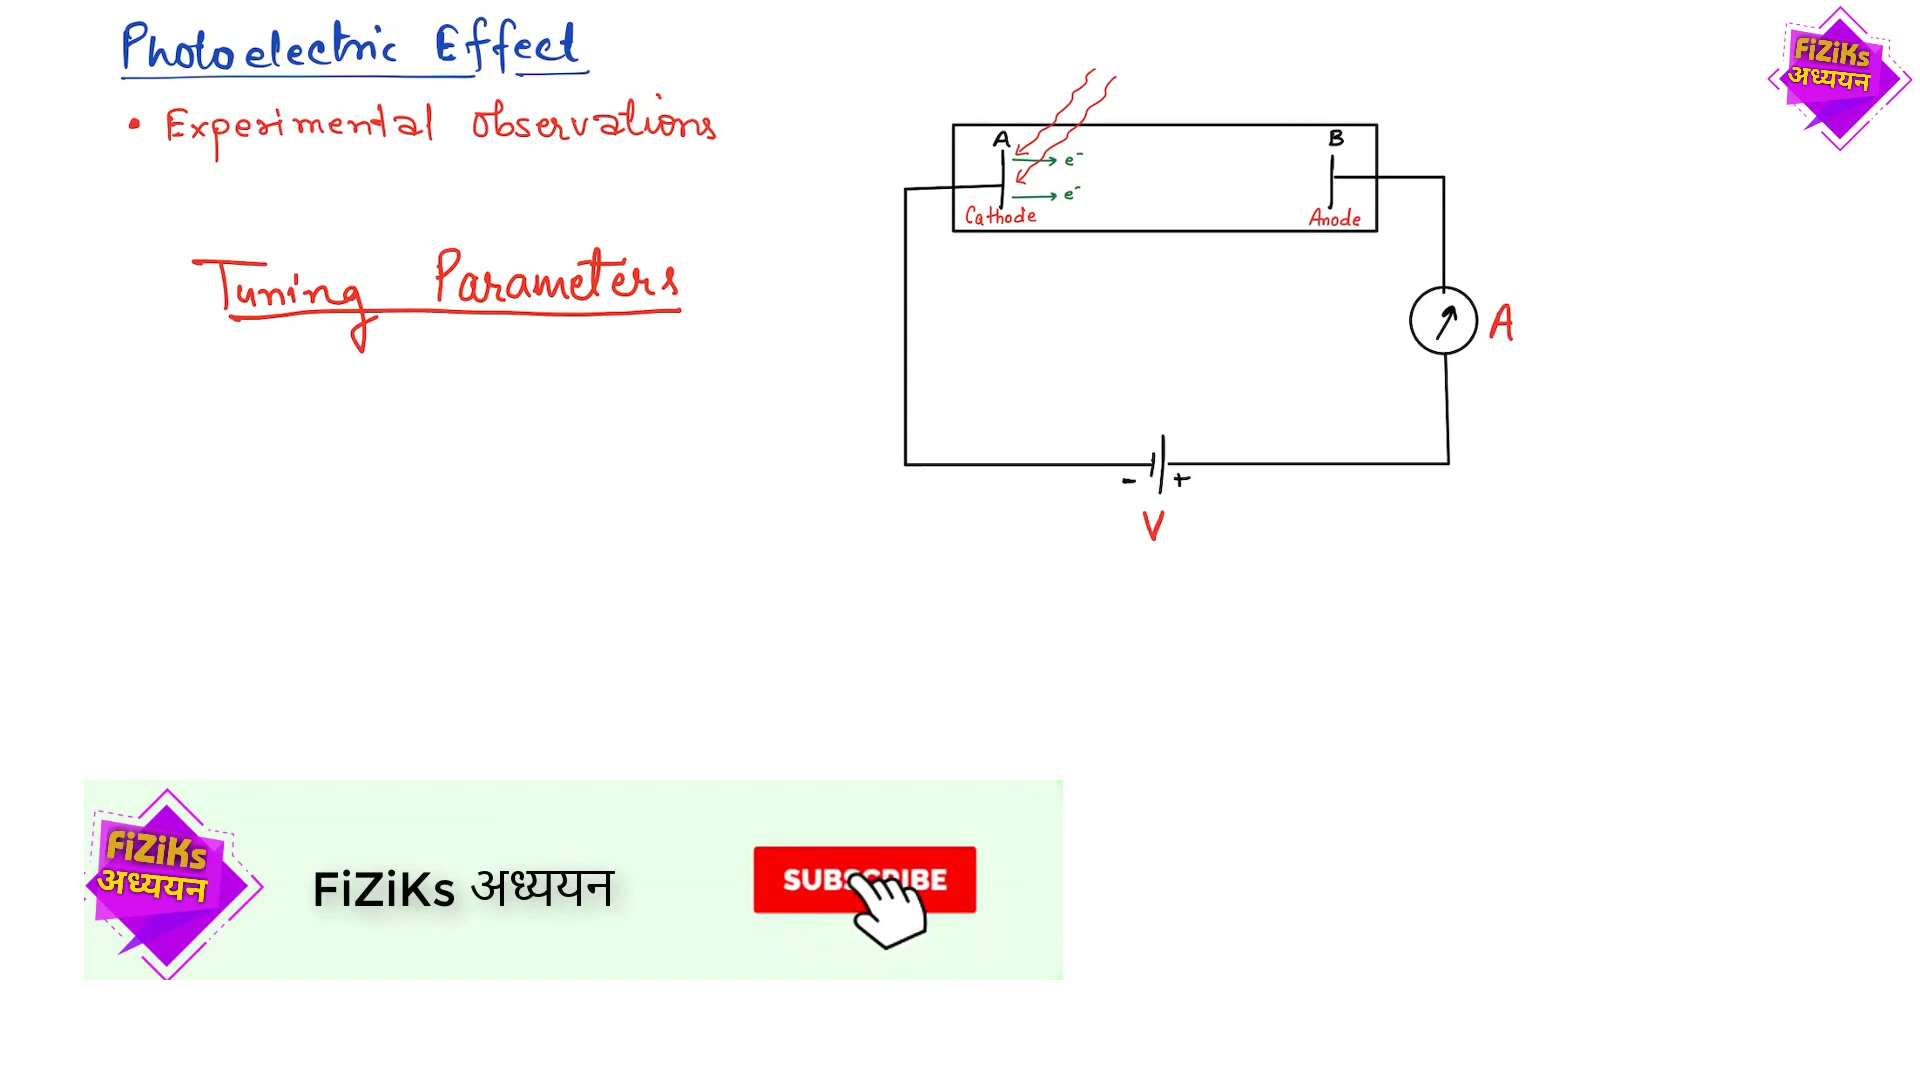 Photoelectric Effect
• Experimental Observations
Tuning Parameters
FiZiKs
अध्ययन
A
B
e⁻
e⁻
Cathode
Anode
A
- +
V
FiZiKs
अध्ययन
FiZiKs अध्ययन
SUBSCRIBE